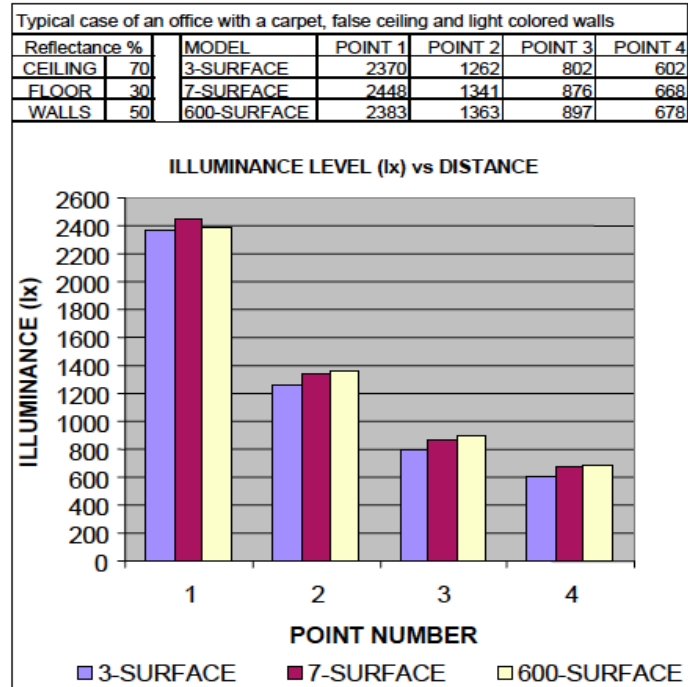 Typical case of an office with a carpet, false ceiling and light colored walls
Reflectance % MODEL POINT 1 POINT 2 POINT 3 POINT 4
CEILING 70 3-SURFACE 2370 1262 802 602
FLOOR 30 7-SURFACE 2448 1341 876 668
WALLS 50 600-SURFACE 2383 1363 897 678
ILLUMINANCE LEVEL (lx) vs DISTANCE
ILLUMINANCE (lx)
2600
2400
2200
2000
1800
1600
1400
1200
1000
800
600
400
200
0
1 2 3 4
POINT NUMBER
3-SURFACE 7-SURFACE 600-SURFACE